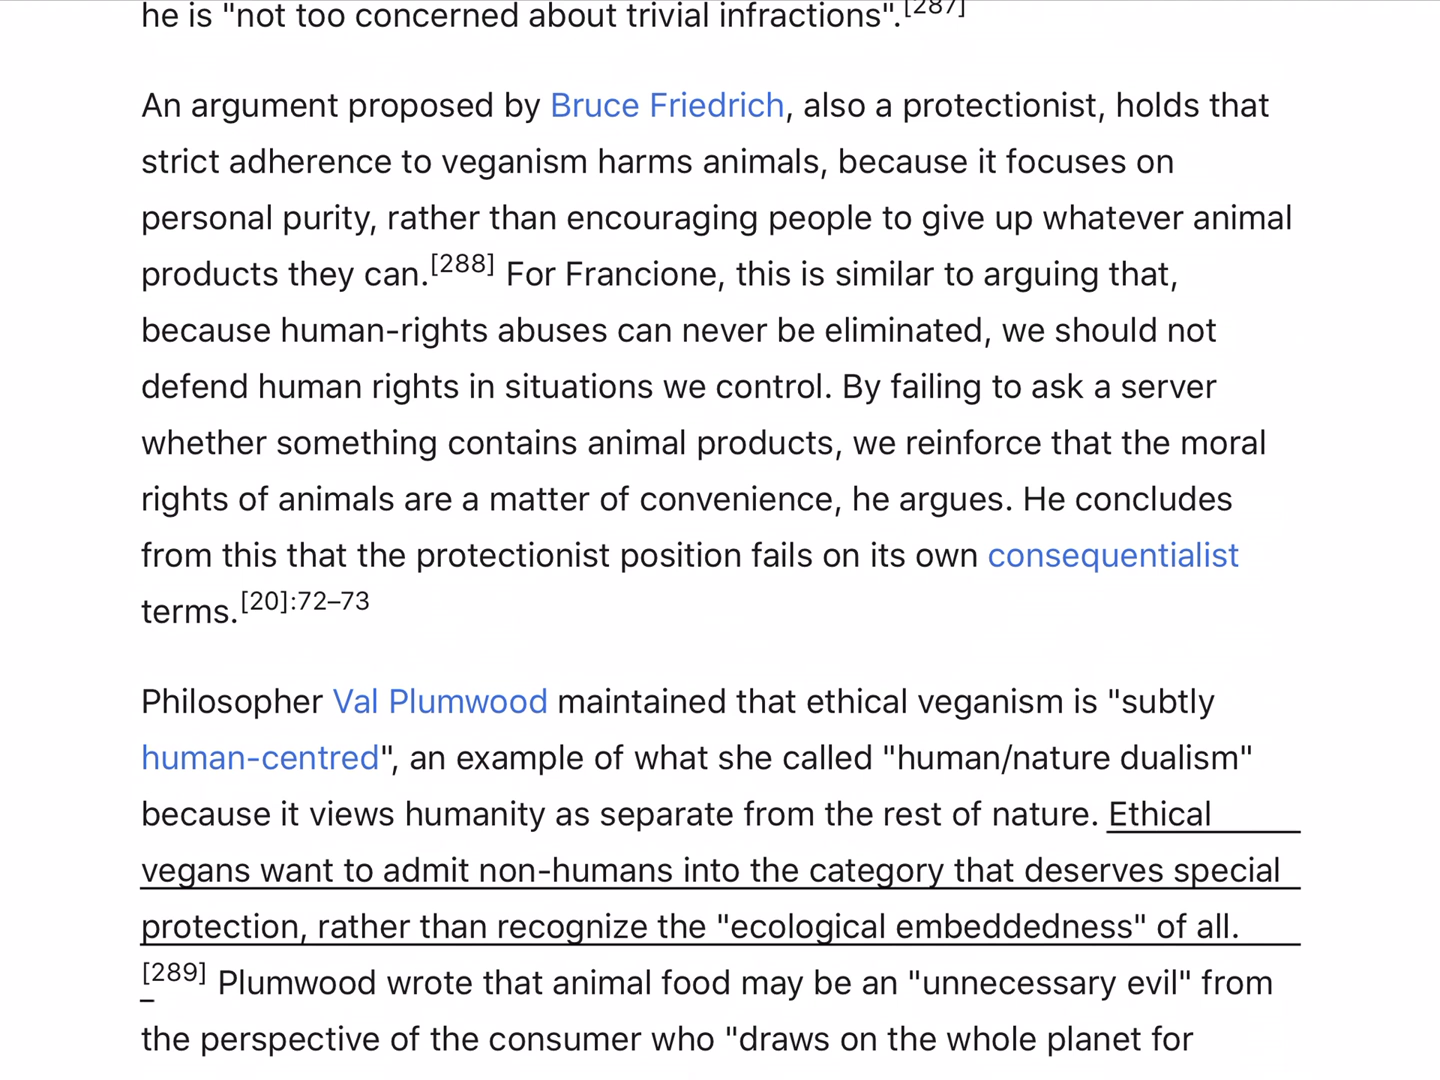 he is "not too concerned about trivial infractions".[287]
An argument proposed by Bruce Friedrich, also a protectionist, holds that
strict adherence to veganism harms animals, because it focuses on
personal purity, rather than encouraging people to give up whatever animal
products they can.[288] For Francione, this is similar to arguing that,
because human-rights abuses can never be eliminated, we should not
defend human rights in situations we control. By failing to ask a server
whether something contains animal products, we reinforce that the moral
rights of animals are a matter of convenience, he argues. He concludes
from this that the protectionist position fails on its own consequentialist
terms.[20]:72–73
Philosopher Val Plumwood maintained that ethical veganism is "subtly
human-centred", an example of what she called "human/nature dualism"
because it views humanity as separate from the rest of nature. Ethical
vegans want to admit non-humans into the category that deserves special
protection, rather than recognize the "ecological embeddedness" of all.
[289] Plumwood wrote that animal food may be an "unnecessary evil" from
the perspective of the consumer who "draws on the whole planet for